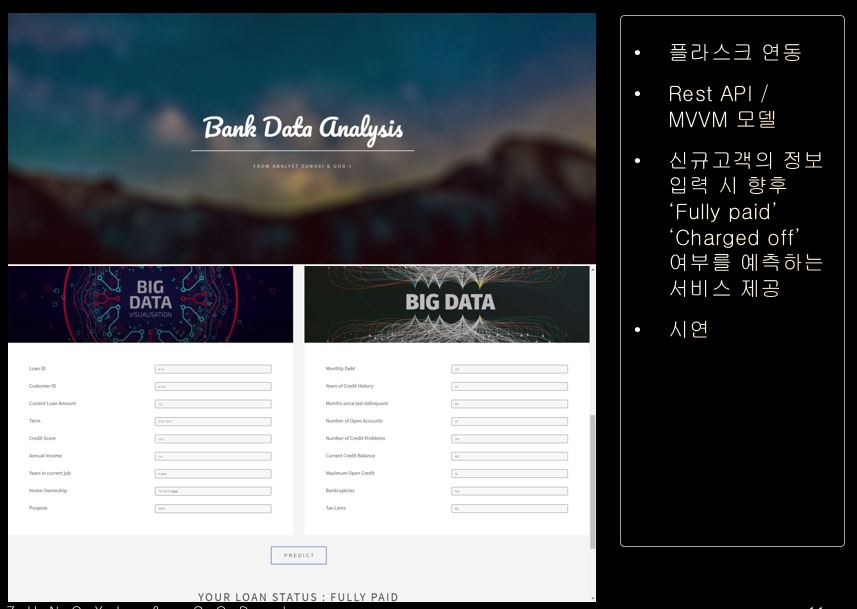 Bank Data Analysis
FROM ANALYST ZUNOXI & GOD-I
BIG
DATA
VISUALISATION
BIG DATA
Loan ID
Customer ID
Current Loan Amount
Term
Credit Score
Annual Income
Years in current job
Home Ownership
Purpose
Monthly Debt
Years of Credit History
Months since last delinquent
Number of Open Accounts
Number of Credit Problems
Current Credit Balance
Maximum Open Credit
Bankruptcies
Tax Liens
PREDICT
YOUR LOAN STATUS : FULLY PAID
• 플라스크 연동
• Rest API /
MVVM 모델
• 신규고객의 정보
입력 시 향후
‘Fully paid’
‘Charged off’
여부를 예측하는
서비스 제공
• 시연